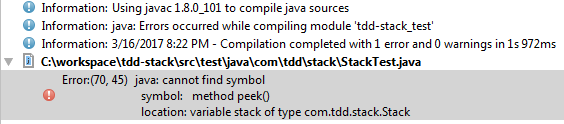 Information: Using javac 1.8.0_101 to compile java sources
Information: java: Errors occurred while compiling module 'tdd-stack_test'
Information: 3/16/2017 8:22 PM - Compilation completed with 1 error and 0 warnings in 1s 972ms
C:\workspace\tdd-stack\src\test\java\com\tdd\stack\StackTest.java
Error:(70, 45) java: cannot find symbol
symbol: method peek()
location: variable stack of type com.tdd.stack.Stack